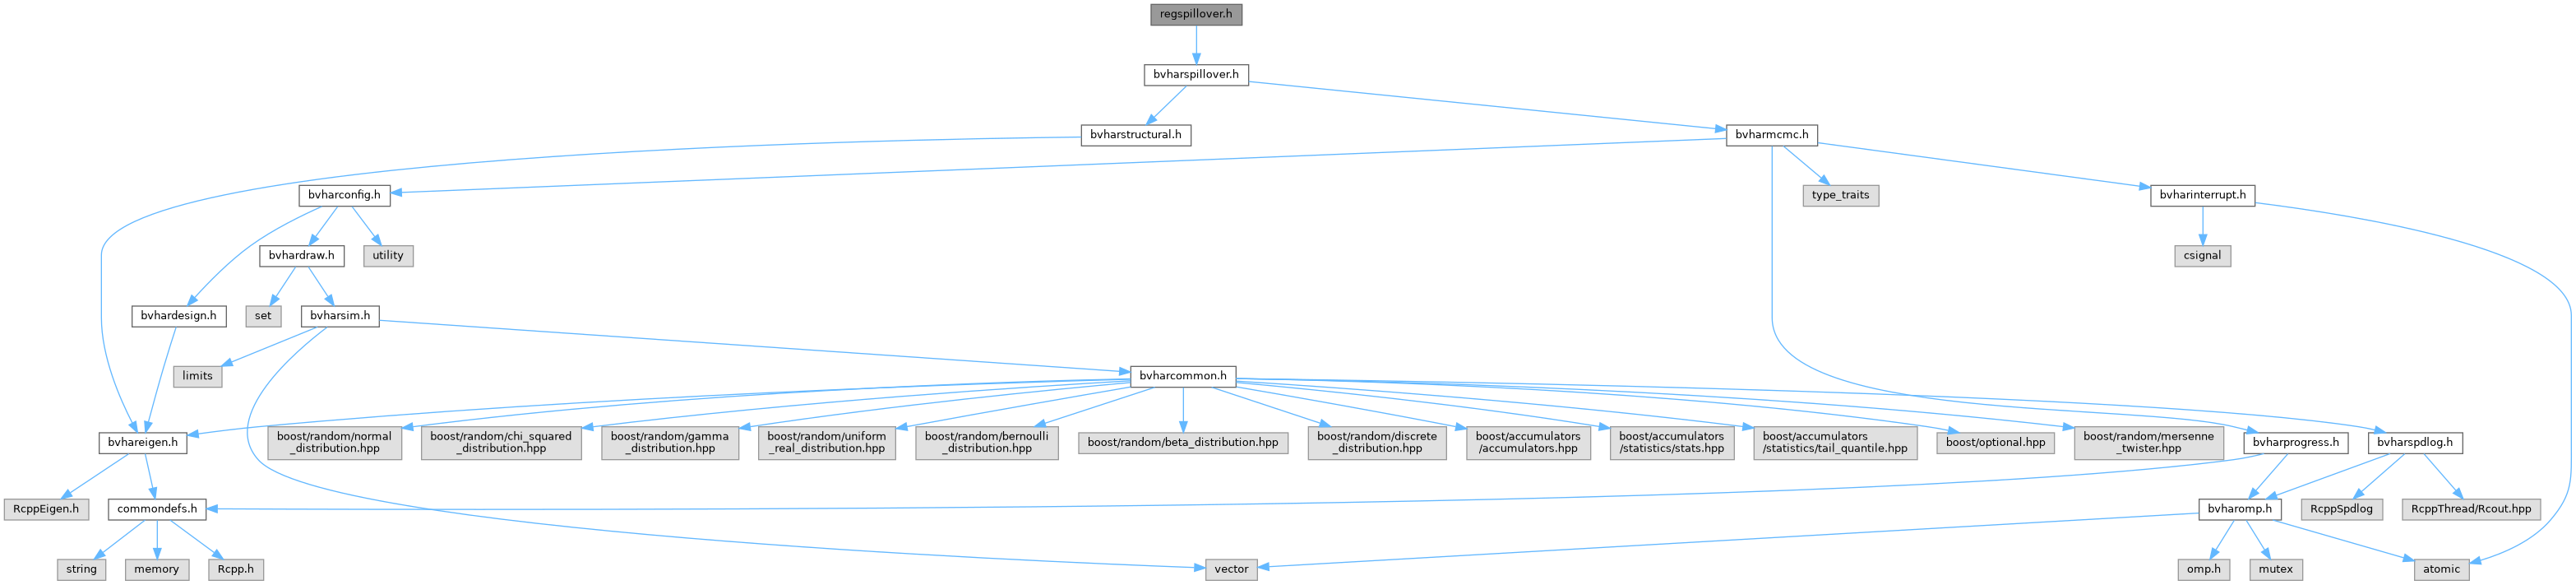 regspillover.h
bvharspillover.h
bvharstructural.h
bvharmcmc.h
bvharconfig.h
type_traits
bvharinterrupt.h
bvhardraw.h
utility
csignal
bvhardesign.h
set
bvharsim.h
limits
bvharcommon.h
bvhareigen.h
boost/random/normal
_distribution.hpp
boost/random/chi_squared
_distribution.hpp
boost/random/gamma
_distribution.hpp
boost/random/uniform
_real_distribution.hpp
boost/random/bernoulli
_distribution.hpp
boost/random/beta_distribution.hpp
boost/random/discrete
_distribution.hpp
boost/accumulators
/accumulators.hpp
boost/accumulators
/statistics/stats.hpp
boost/accumulators
/statistics/tail_quantile.hpp
boost/optional.hpp
boost/random/mersenne
_twister.hpp
bvharprogress.h
bvharspdlog.h
RcppEigen.h
commondefs.h
bvharomp.h
RcppSpdlog
RcppThread/Rcout.hpp
string
memory
Rcpp.h
vector
omp.h
mutex
atomic